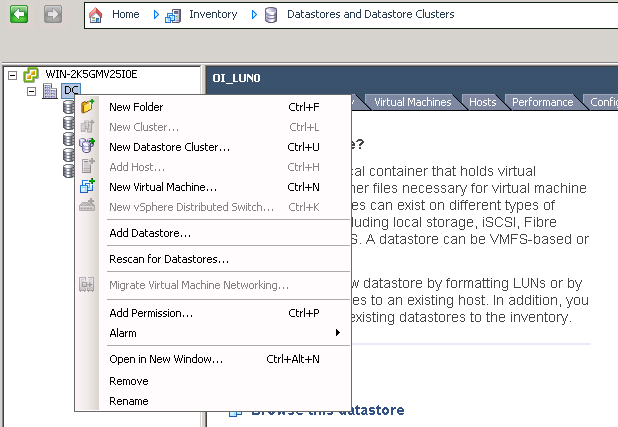 Home Inventory Datastores and Datastore Clusters
WIN-2K5GMV25I0E
DC
OI_LUN0
Virtual Machines Hosts Performance Config
New Folder Ctrl+F
New Cluster... Ctrl+L
New Datastore Cluster... Ctrl+U
Add Host... Ctrl+H
New Virtual Machine... Ctrl+N
New vSphere Distributed Switch... Ctrl+K
Add Datastore...
Rescan for Datastores...
Migrate Virtual Machine Networking...
Add Permission... Ctrl+P
Alarm
Open in New Window... Ctrl+Alt+N
Remove
Rename
e?
cal container that holds virtual
her files necessary for virtual machine
es can exist on different types of
luding local storage, iSCSI, Fibre
S. A datastore can be VMFS-based or
w datastore by formatting LUNs or by
es to an existing host. In addition, you
existing datastores to the inventory.
Browse this datastore